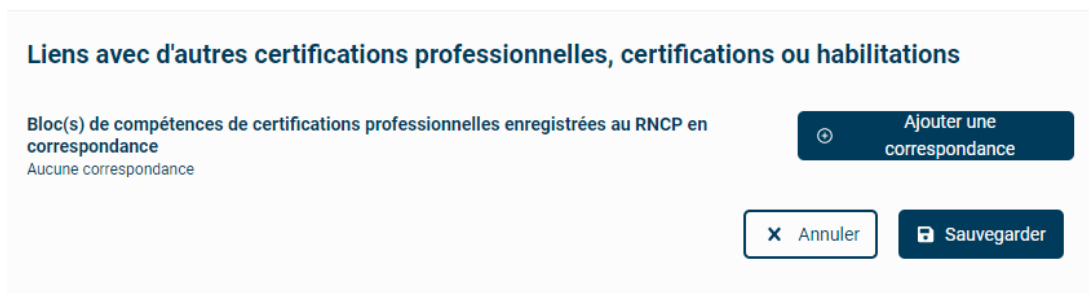 Liens avec d'autres certifications professionnelles, certifications ou habilitations
Bloc(s) de compétences de certifications professionnelles enregistrées au RNCP en
correspondance
Aucune correspondance
Ajouter une
correspondance
Annuler
Sauvegarder